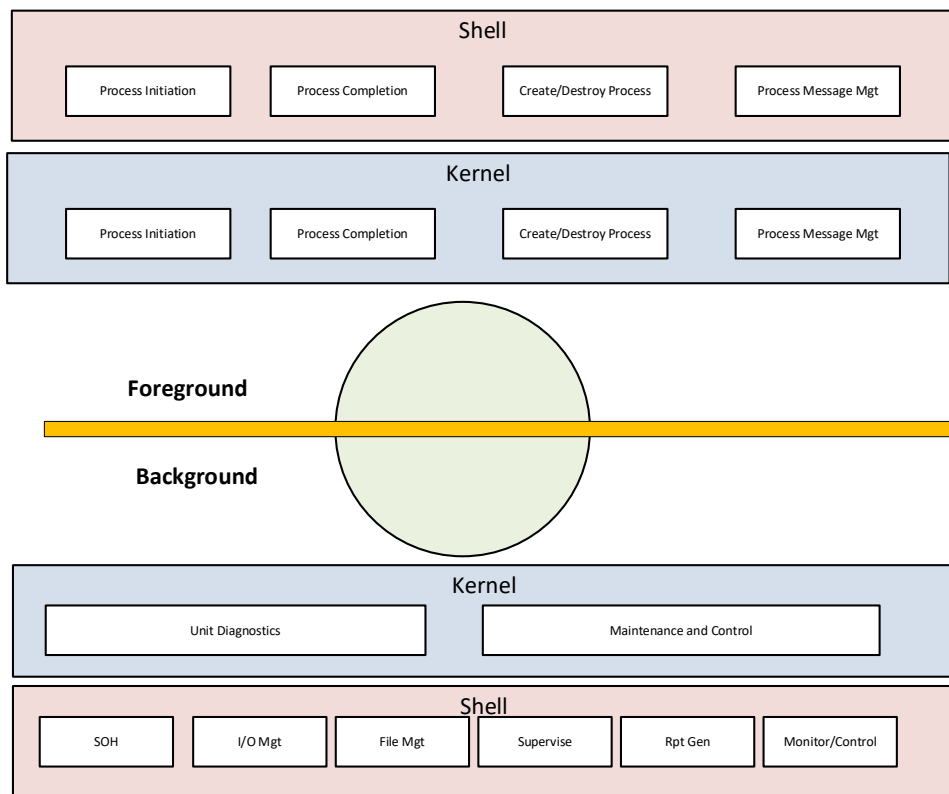 Shell
Process Initiation Process Completion Create/Destroy Process Process Message Mgt
Kernel
Process Initiation Process Completion Create/Destroy Process Process Message Mgt
Foreground
Background
Kernel
Unit Diagnostics Maintenance and Control
Shell
SOH I/O Mgt File Mgt Supervise Rpt Gen Monitor/Control